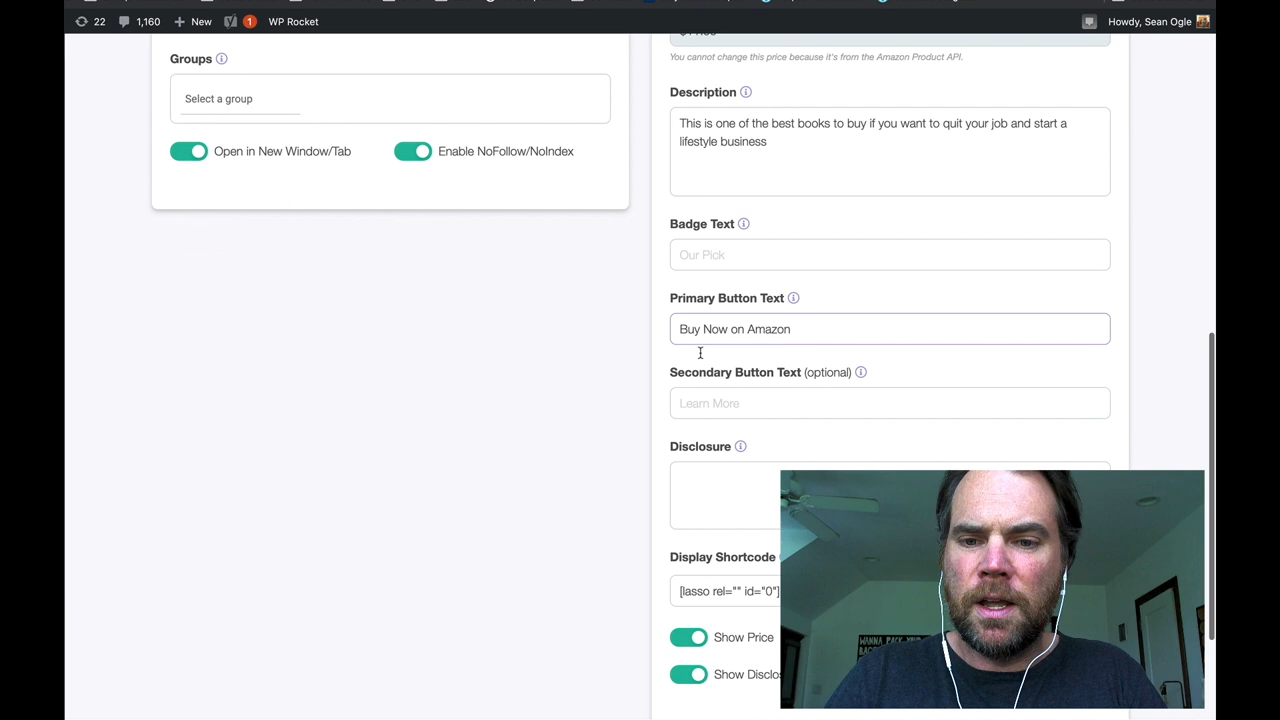 22 1,160 New 1 WP Rocket Howdy, Sean Ogle
Groups
Select a group
Open in New Window/Tab Enable NoFollow/NoIndex
You cannot change this price because it's from the Amazon Product API.
Description
This is one of the best books to buy if you want to quit your job and start a
lifestyle business
Badge Text
Our Pick
Primary Button Text
Buy Now on Amazon
Secondary Button Text (optional)
Learn More
Disclosure
Display Shortcode
[lasso rel="" id="0"]
Show Price
Show Disclos
WANNA PACK YOUR